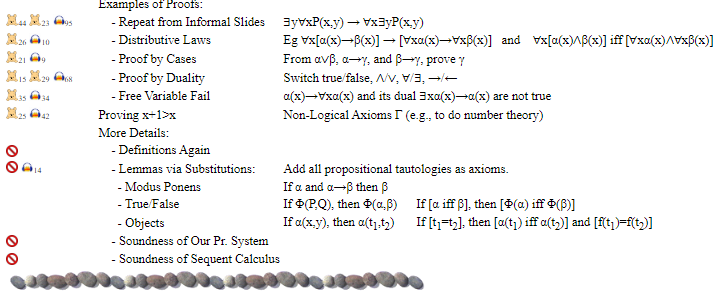 Examples of Proofs:
44 23 95 - Repeat from Informal Slides ∃y∀xP(x,y) → ∀x∃yP(x,y)
26 10 - Distributive Laws Eg ∀x[α(x)→β(x)] → [∀xα(x)→∀xβ(x)] and ∀x[α(x)∧β(x)] iff [∀xα(x)∧∀xβ(x)]
21 9 - Proof by Cases From α∨β, α→γ, and β→γ, prove γ
15 29 68 - Proof by Duality Switch true/false, ∧/∨, ∀/∃, →/←
35 34 - Free Variable Fail α(x)→∀xα(x) and its dual ∃xα(x)→α(x) are not true
25 42 Proving x+1>x Non-Logical Axioms Γ (e.g., to do number theory)
More Details:
- Definitions Again
14 - Lemmas via Substitutions: Add all propositional tautologies as axioms.
- Modus Ponens If α and α→β then β
- True/False If Φ(P,Q), then Φ(α,β) If [α iff β], then [Φ(α) iff Φ(β)]
- Objects If α(x,y), then α(t₁,t₂) If [t₁=t₂], then [α(t₁) iff α(t₂)] and [f(t₁)=f(t₂)]
- Soundness of Our Pr. System
- Soundness of Sequent Calculus